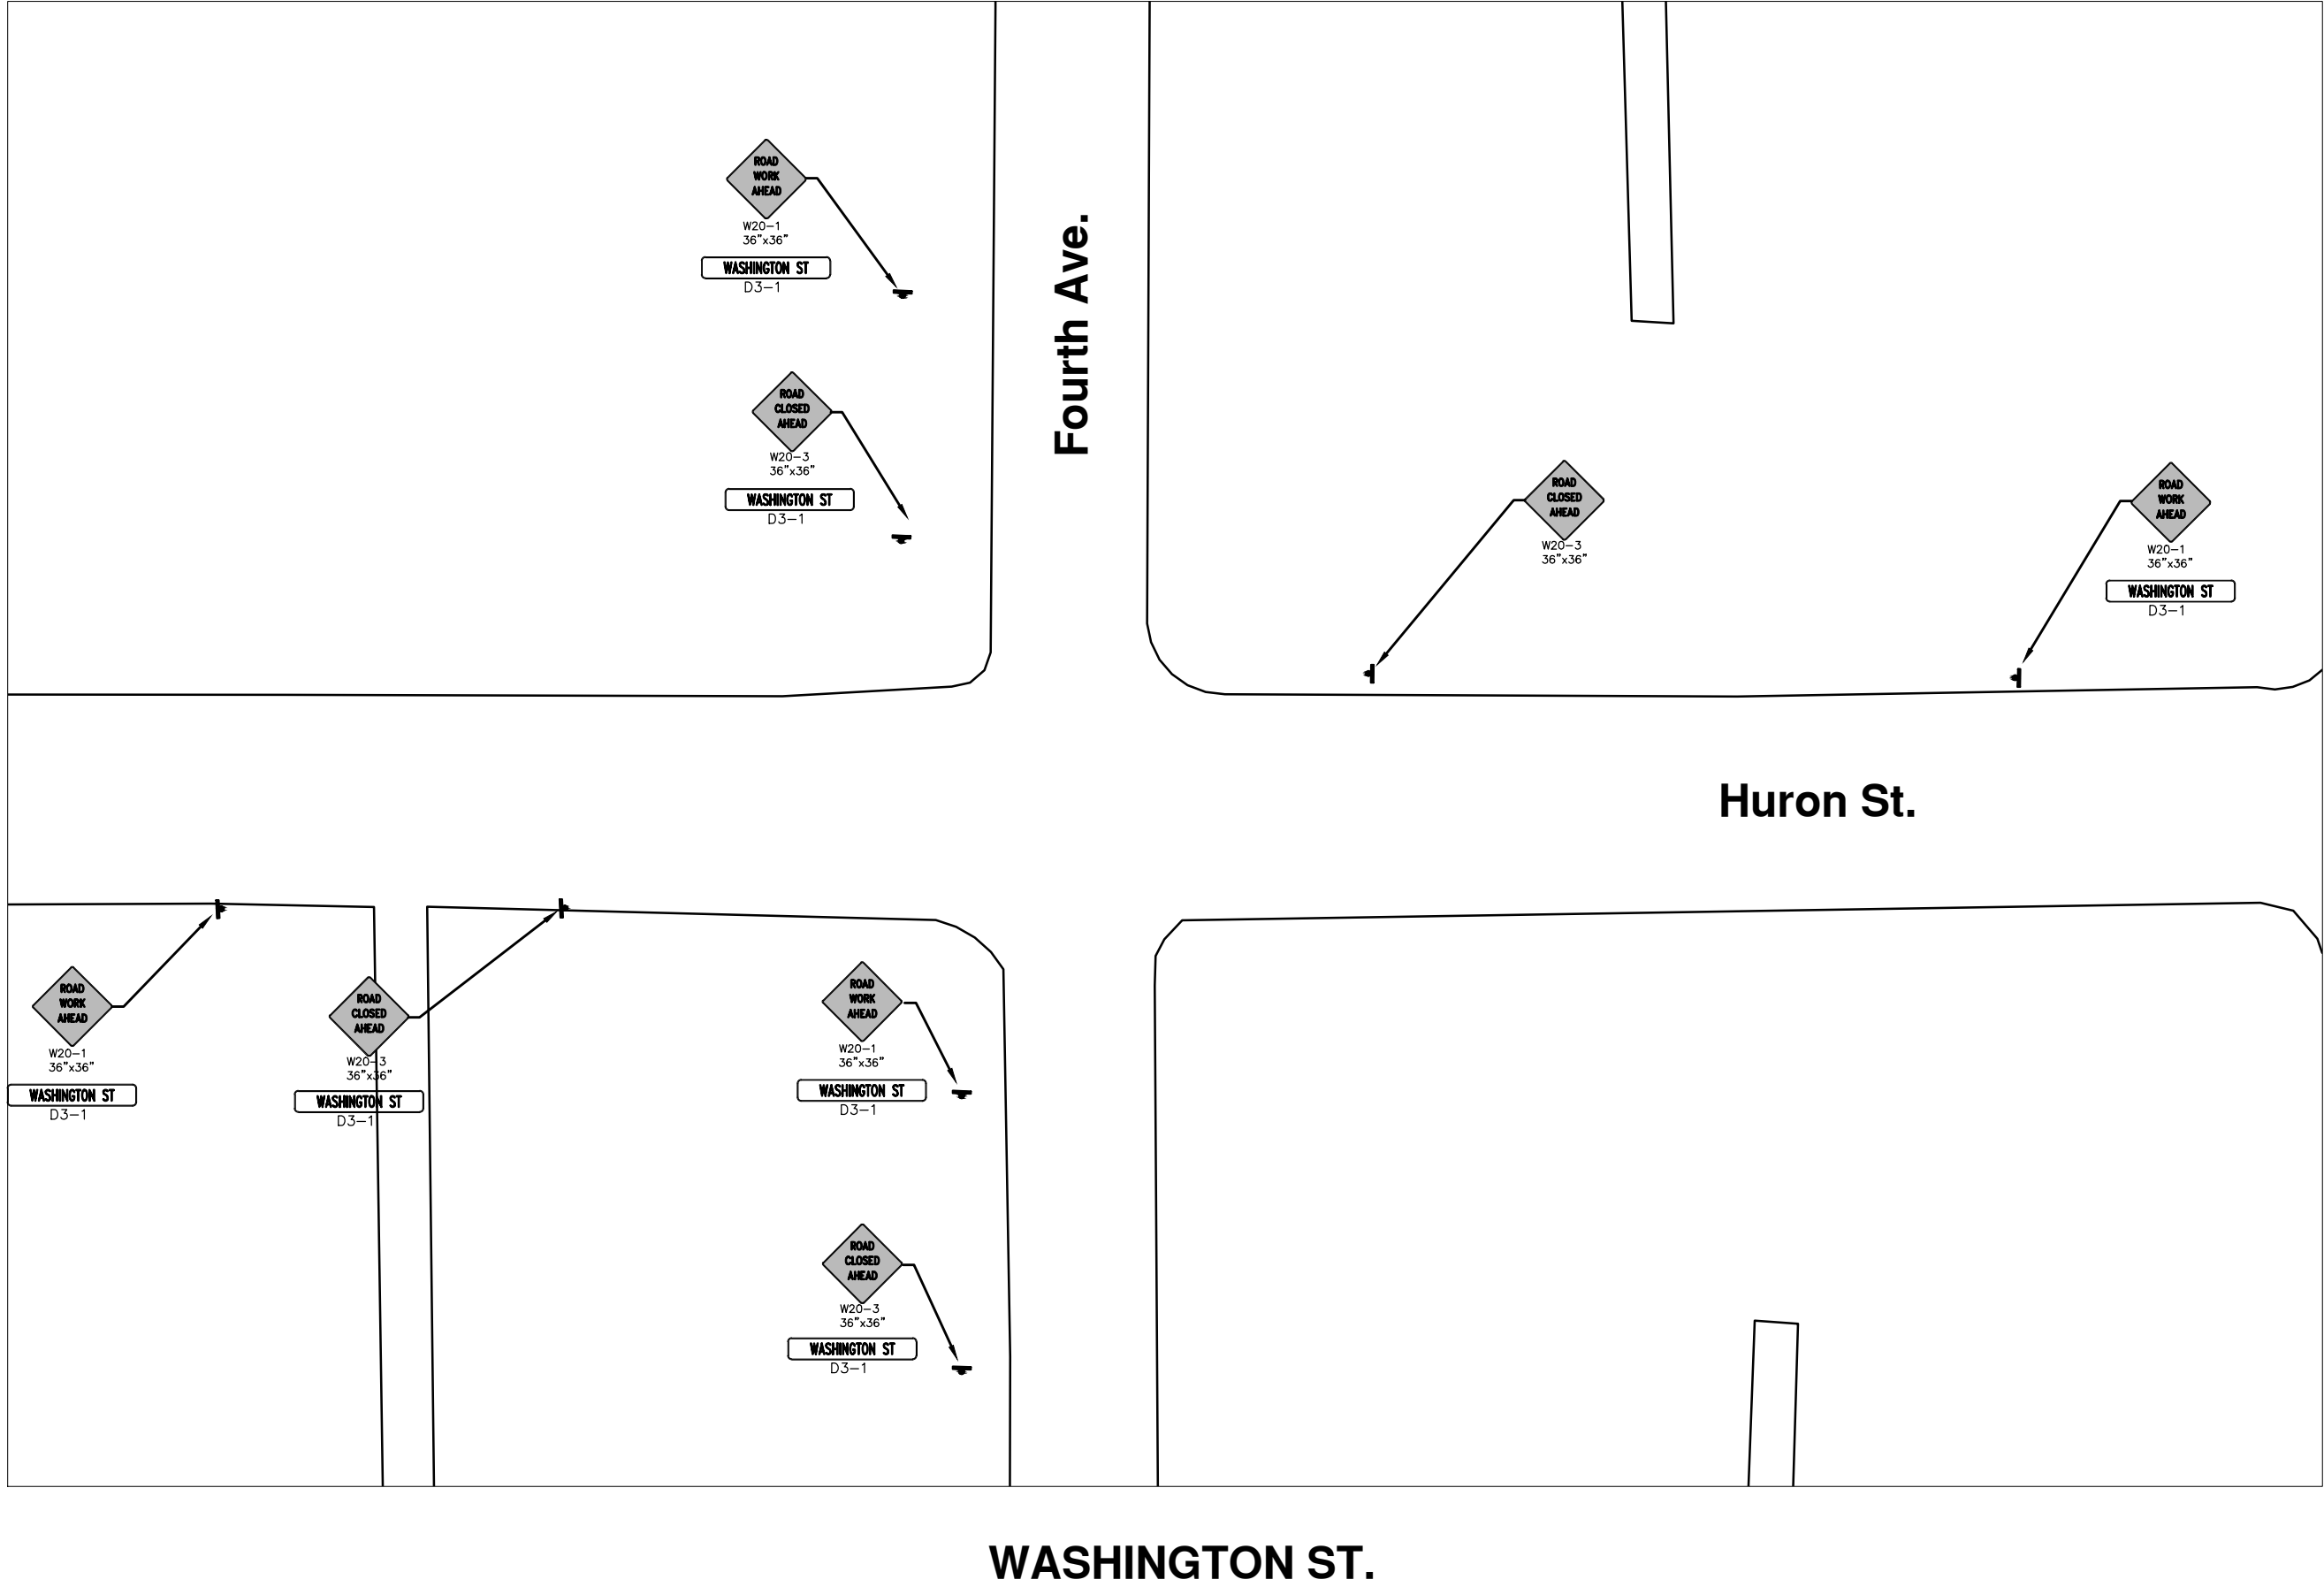 ROAD
WORK
AHEAD
W20-1
36"x36"
WASHINGTON ST
D3-1
Fourth Ave.
ROAD
CLOSED
AHEAD
W20-3
36"x36"
WASHINGTON ST
D3-1
ROAD
CLOSED
AHEAD
W20-3
36"x36"
ROAD
WORK
AHEAD
W20-1
36"x36"
WASHINGTON ST
D3-1
Huron St.
ROAD
WORK
AHEAD
W20-1
36"x36"
WASHINGTON ST
D3-1
ROAD
CLOSED
AHEAD
W20-3
36"x36"
WASHINGTON ST
D3-1
ROAD
WORK
AHEAD
W20-1
36"x36"
WASHINGTON ST
D3-1
ROAD
CLOSED
AHEAD
W20-3
36"x36"
WASHINGTON ST
D3-1
WASHINGTON ST.